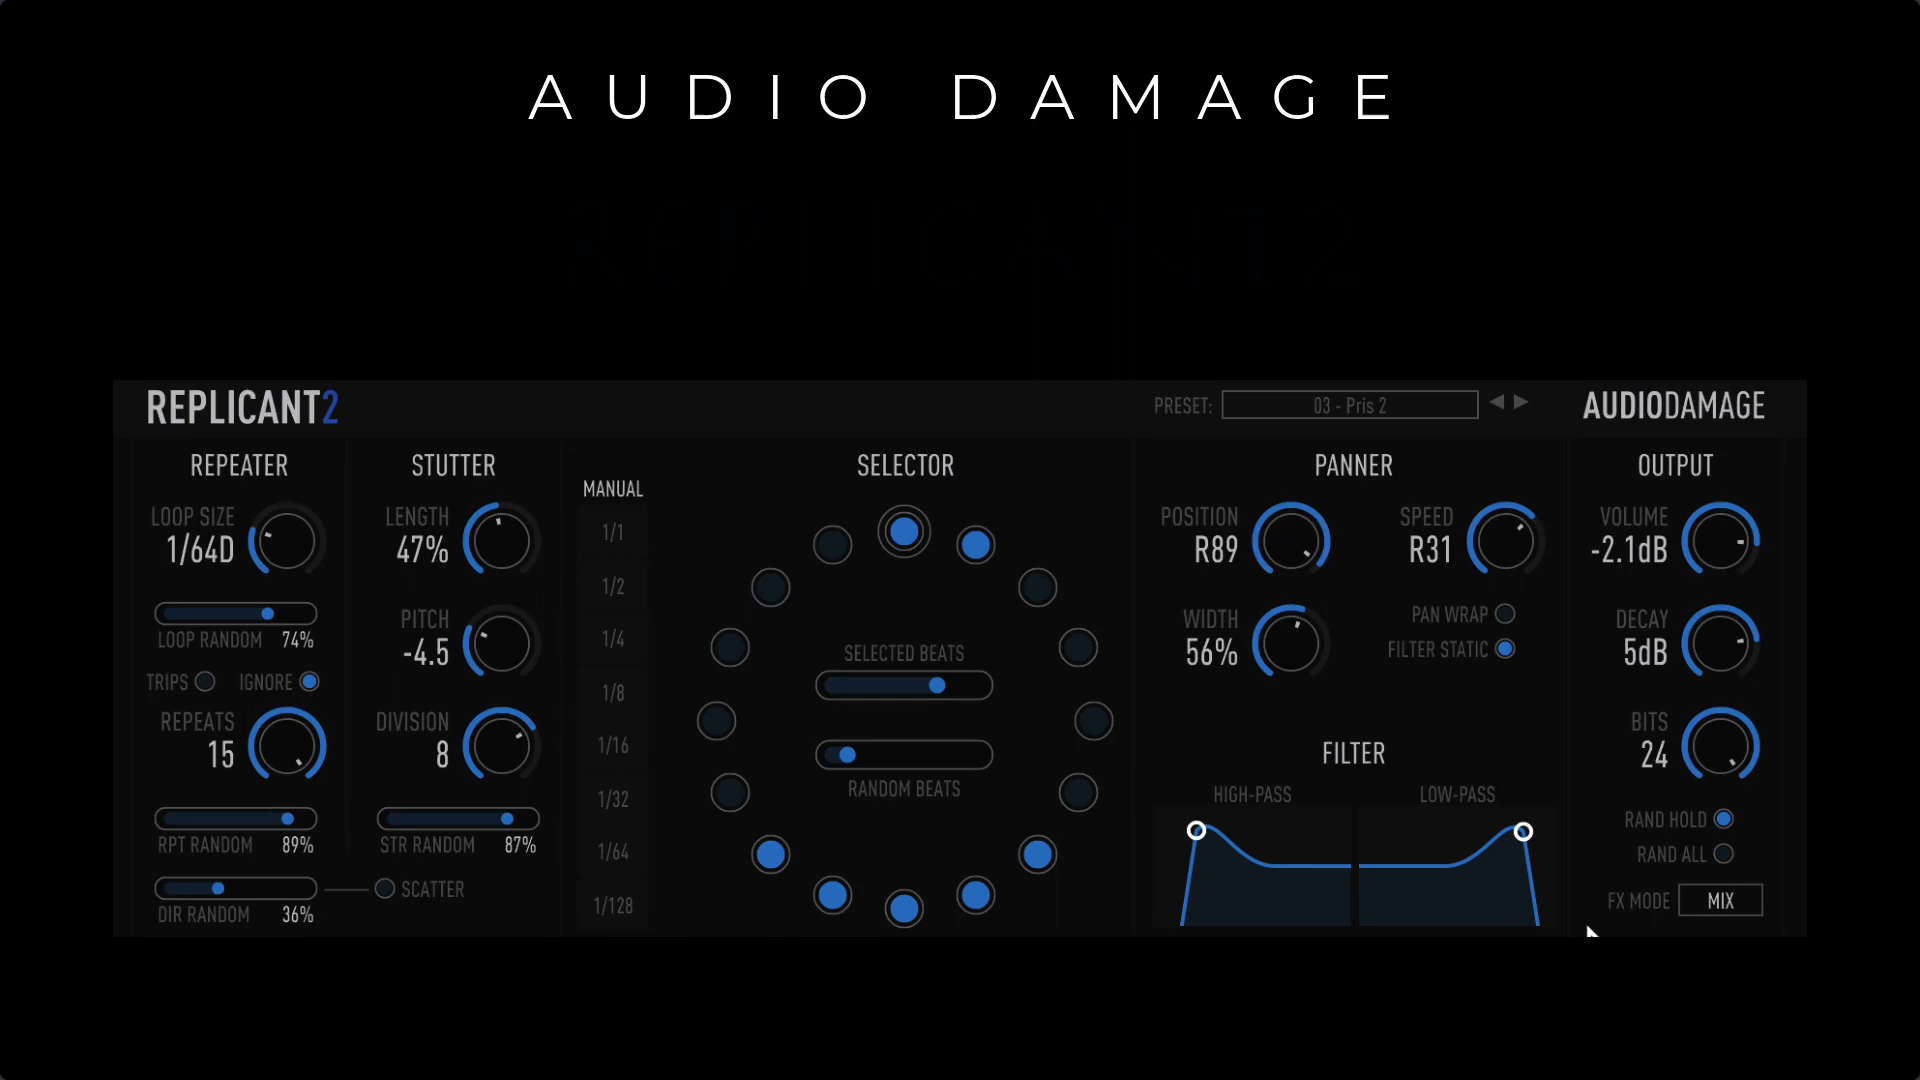 AUDIO DAMAGE
REPLICANT2
PRESET:
03 - Pris 2
AUDIODAMAGE
REPEATER
LOOP SIZE
1/64D
LOOP RANDOM 74%
TRIPS
IGNORE
REPEATS
15
RPT RANDOM 89%
DIR RANDOM 36%
STUTTER
LENGTH
47%
PITCH
-4.5
DIVISION
8
STR RANDOM 87%
SCATTER
MANUAL
1/1
1/2
1/4
1/8
1/16
1/32
1/64
1/128
SELECTOR
SELECTED BEATS
RANDOM BEATS
PANNER
POSITION
R89
SPEED
R31
WIDTH
56%
PAN WRAP
FILTER STATIC
FILTER
HIGH-PASS
LOW-PASS
OUTPUT
VOLUME
-2.1dB
DECAY
5dB
BITS
24
RAND HOLD
RAND ALL
FX MODE
MIX